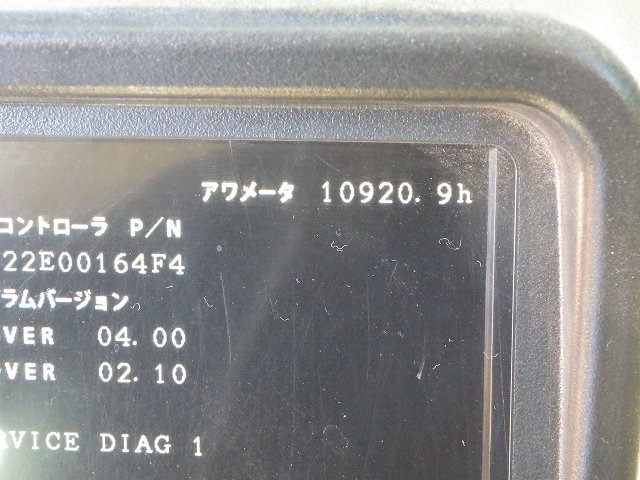 アワメータ 10920.9h
コントローラ P/N
22E00164F4
ラムバージョン
VER 04.00
VER 02.10
RVICE DIAG 1